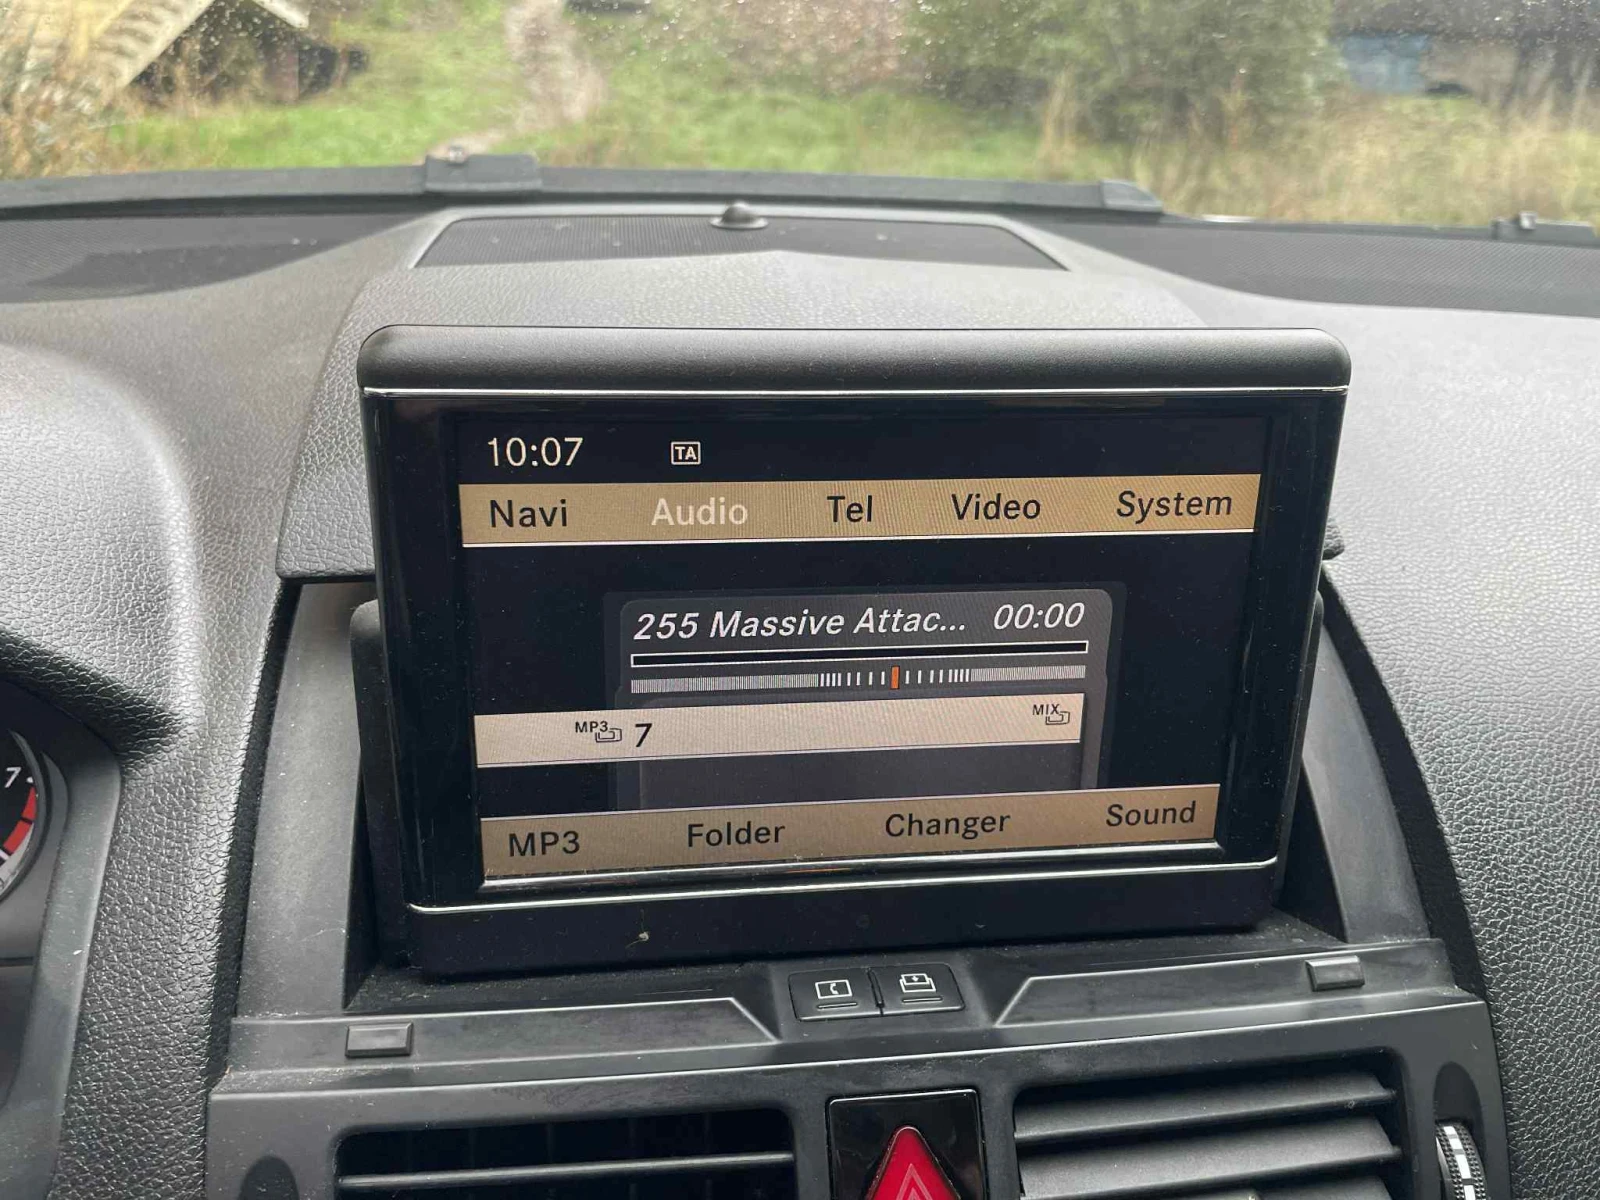 10:07 TA
Navi Audio Tel Video System
255 Massive Attac... 00:00
MP3 7 MIX
MP3 Folder Changer Sound
7